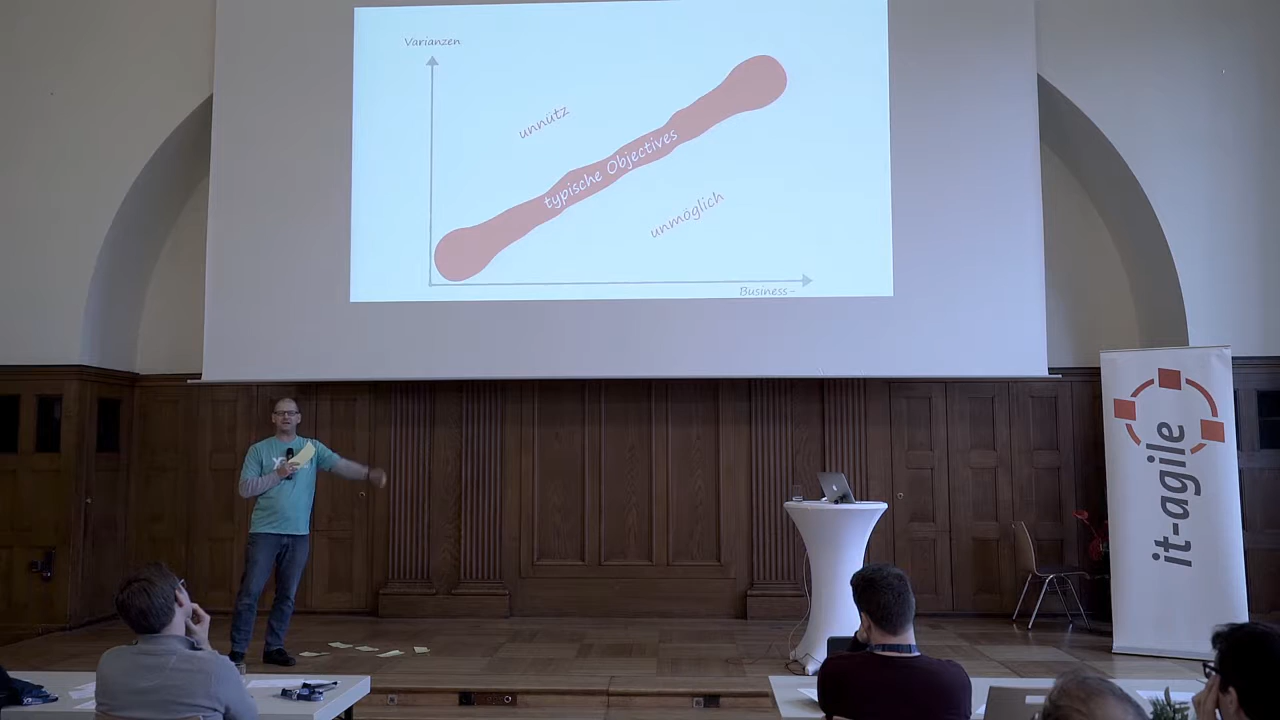 Varianzen
unnütz
typische Objectives
unmöglich
Business-
it-agile